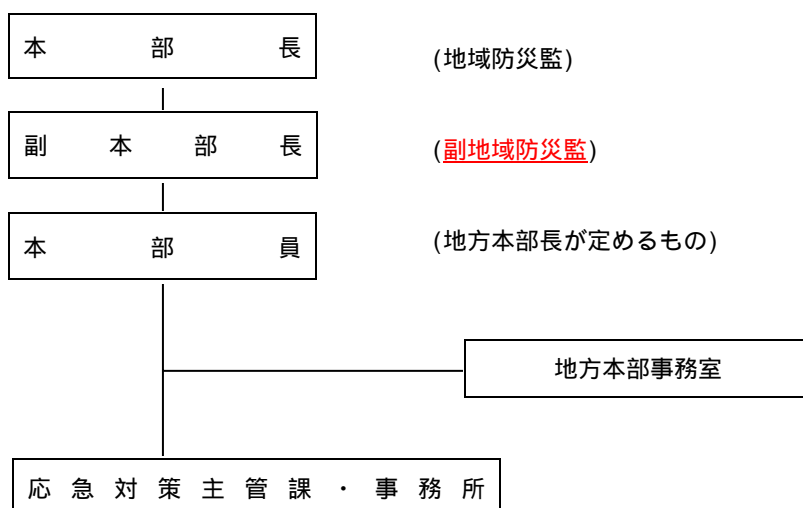 本部長 (地域防災監)
副本部長 (副地域防災監)
本部員 (地方本部長が定めるもの)
地方本部事務室
応急対策主管課・事務所